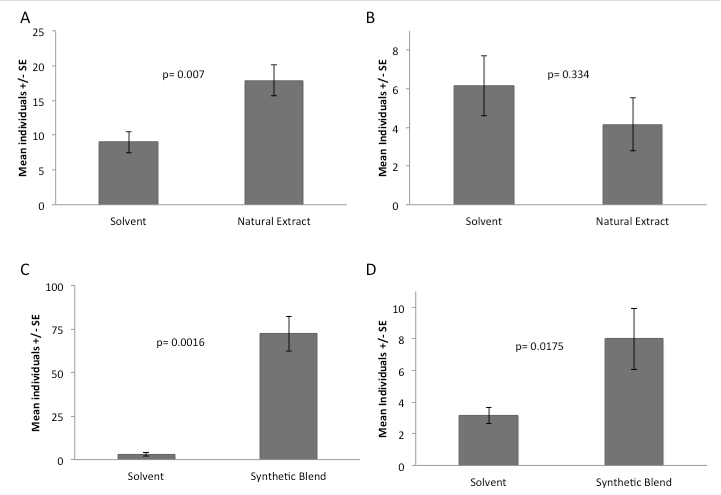 A
Mean individuals +/- SE
25
20
15
10
5
0
p= 0.007
Solvent
Natural Extract
B
Mean Individuals +/- SE
8
6
4
2
0
p= 0.334
Solvent
Natural Extract
C
Mean individuals +/- SE
100
75
50
25
0
p= 0.0016
Solvent
Synthetic Blend
D
Mean Individuals +/- SE
10
8
6
4
2
0
p= 0.0175
Solvent
Synthetic Blend